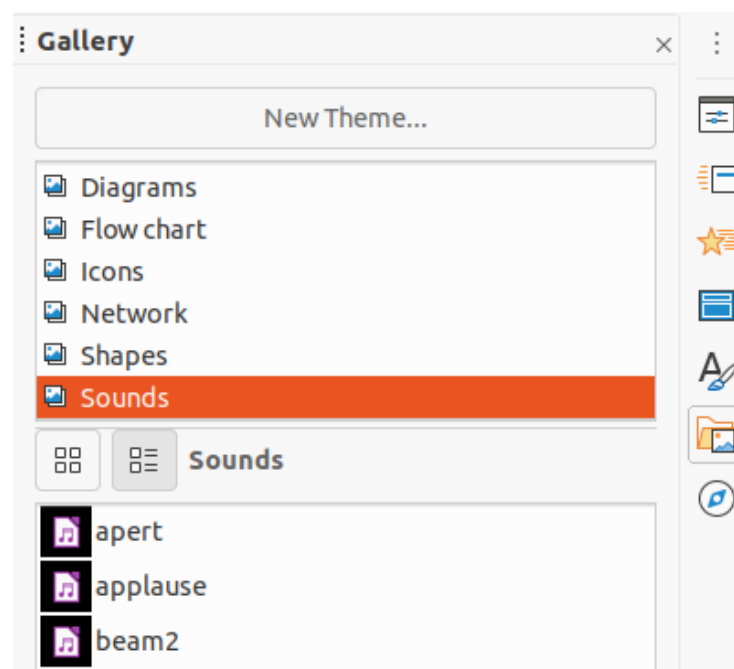 Gallery
New Theme...
Diagrams
Flow chart
Icons
Network
Shapes
Sounds
Sounds
apert
applause
beam2